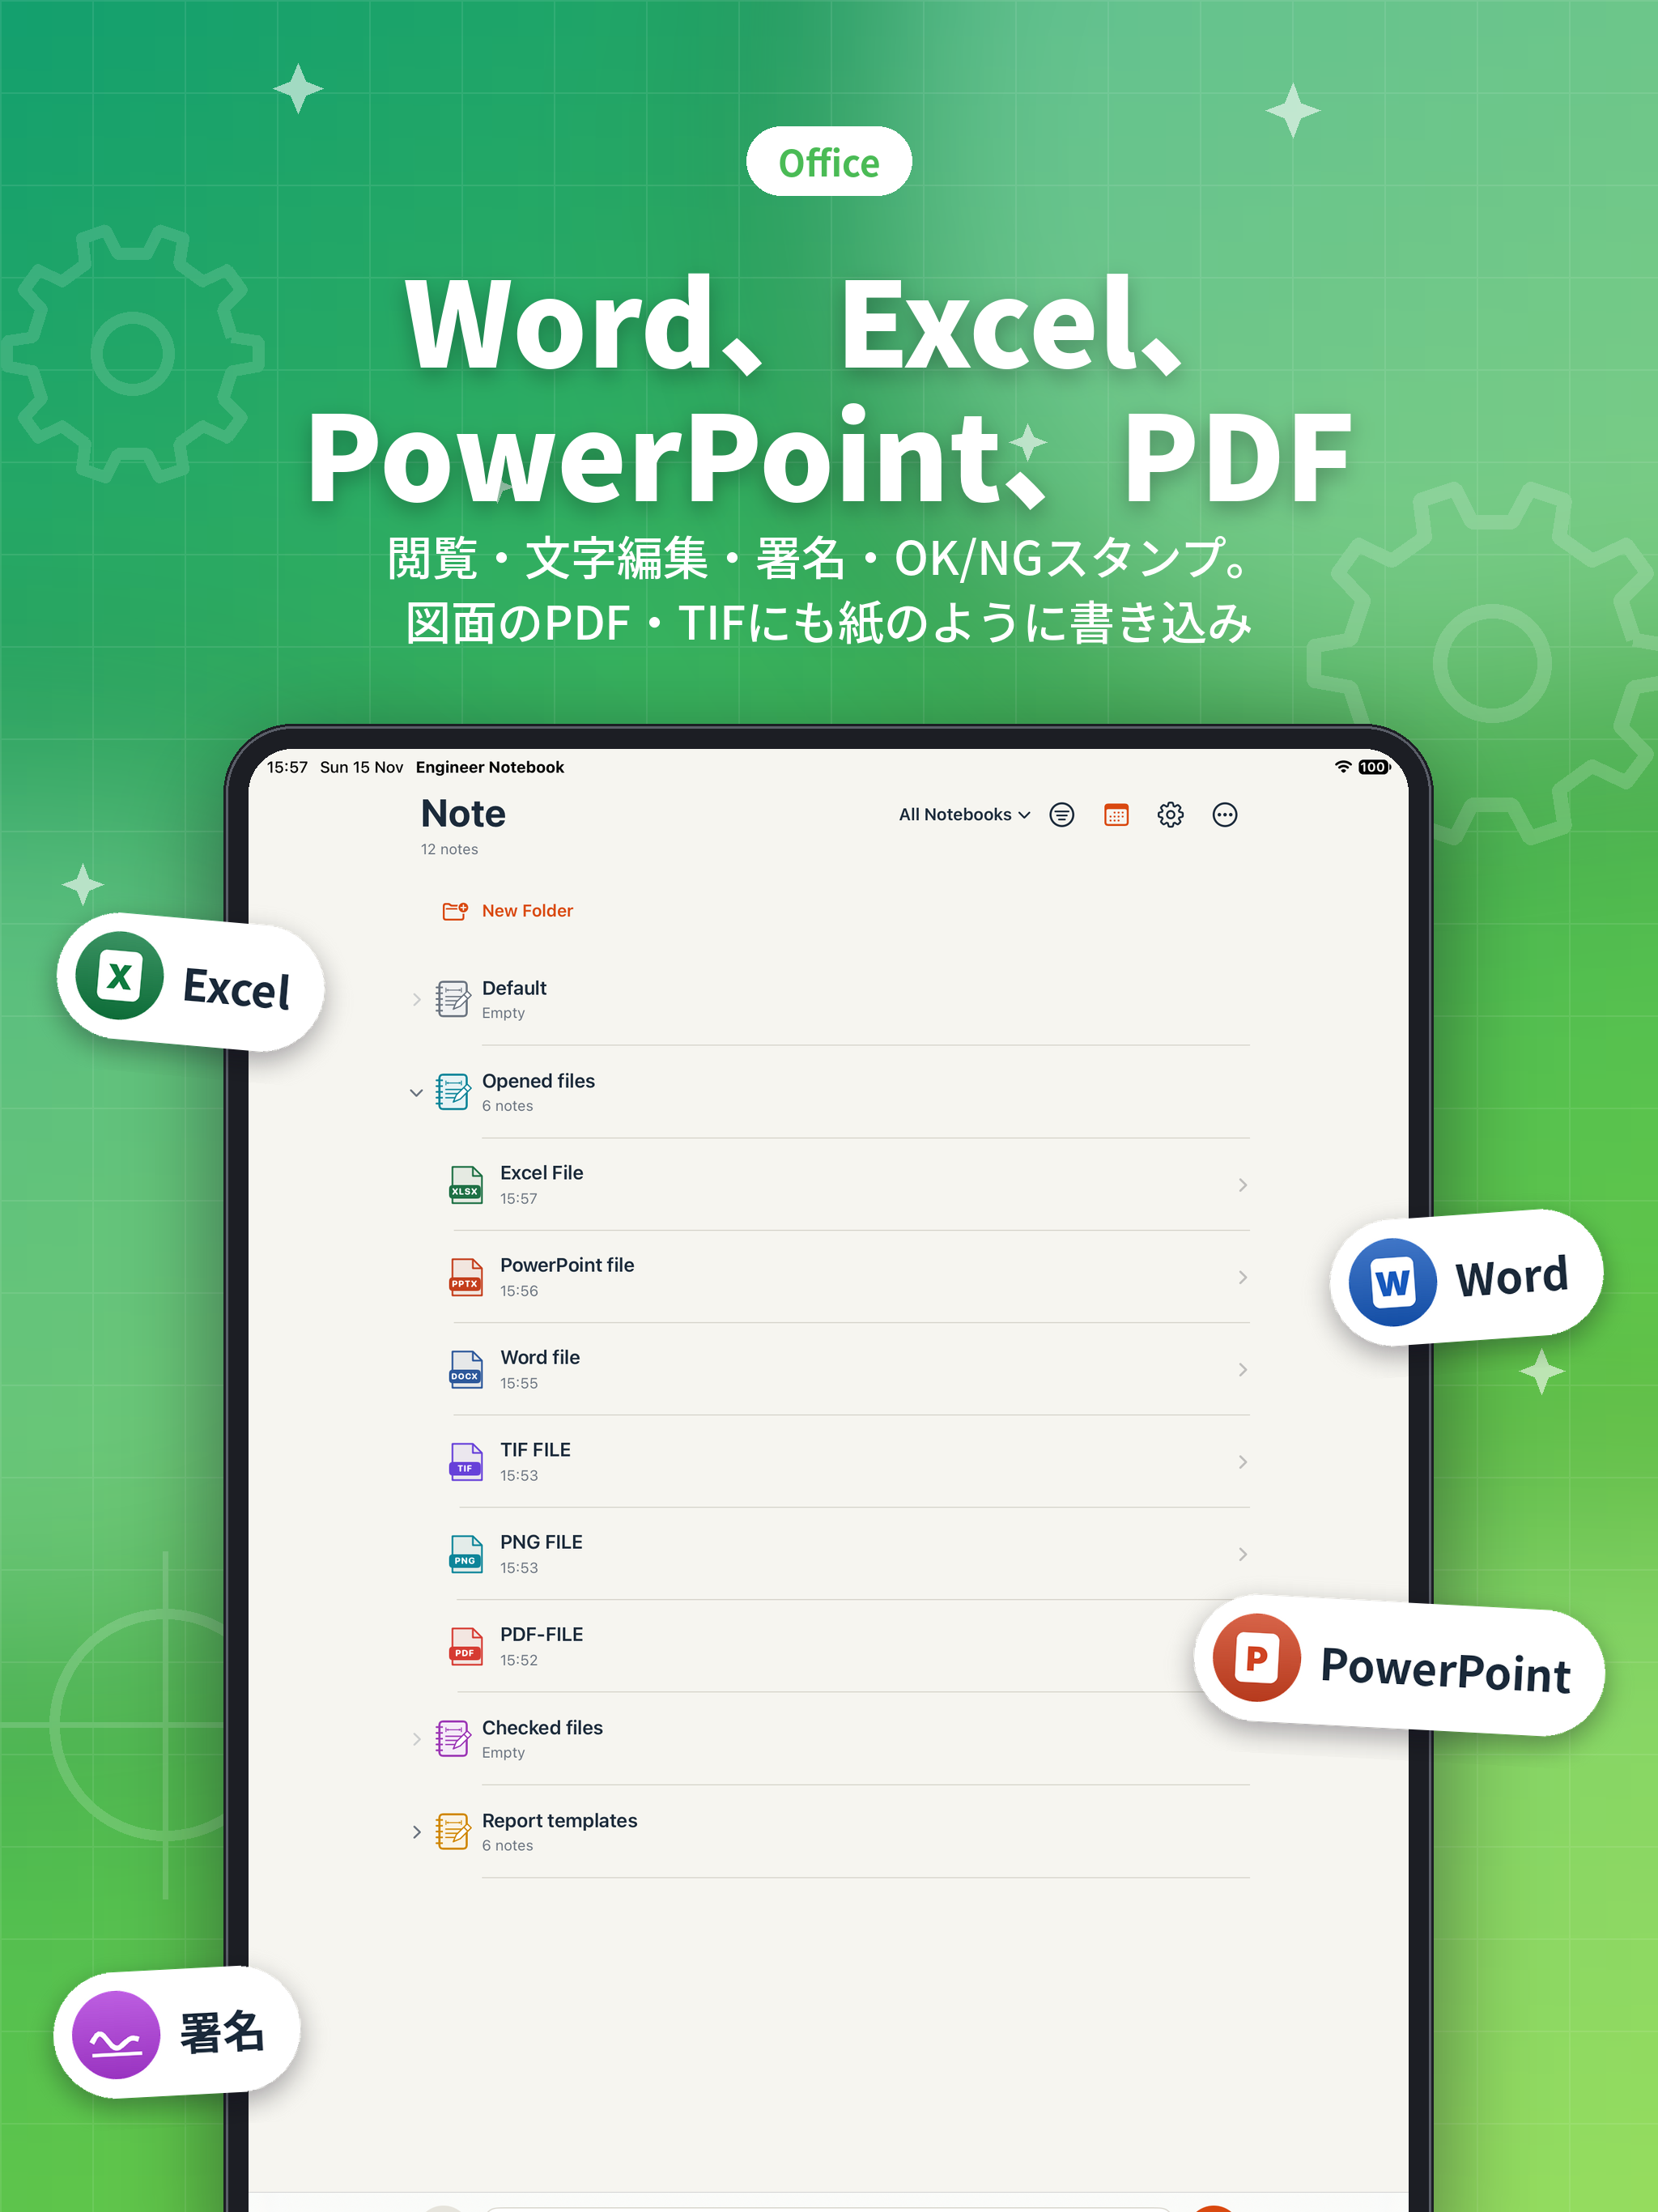 Office
Word、Excel、
PowerPoint、PDF
閲覧・文字編集・署名・OK/NGスタンプ。
図面のPDF・TIFにも紙のように書き込み
15:57 Sun 15 Nov Engineer Notebook
100
Note
All Notebooks
12 notes
New Folder
Default
Empty
X Excel
Opened files
6 notes
XLSX
Excel File
15:57
PPTX
PowerPoint file
15:56
W Word
DOCX
Word file
15:55
TIF
TIF FILE
15:53
PNG
PNG FILE
15:53
PDF
PDF-FILE
15:52
P PowerPoint
Checked files
Empty
Report templates
6 notes
署名